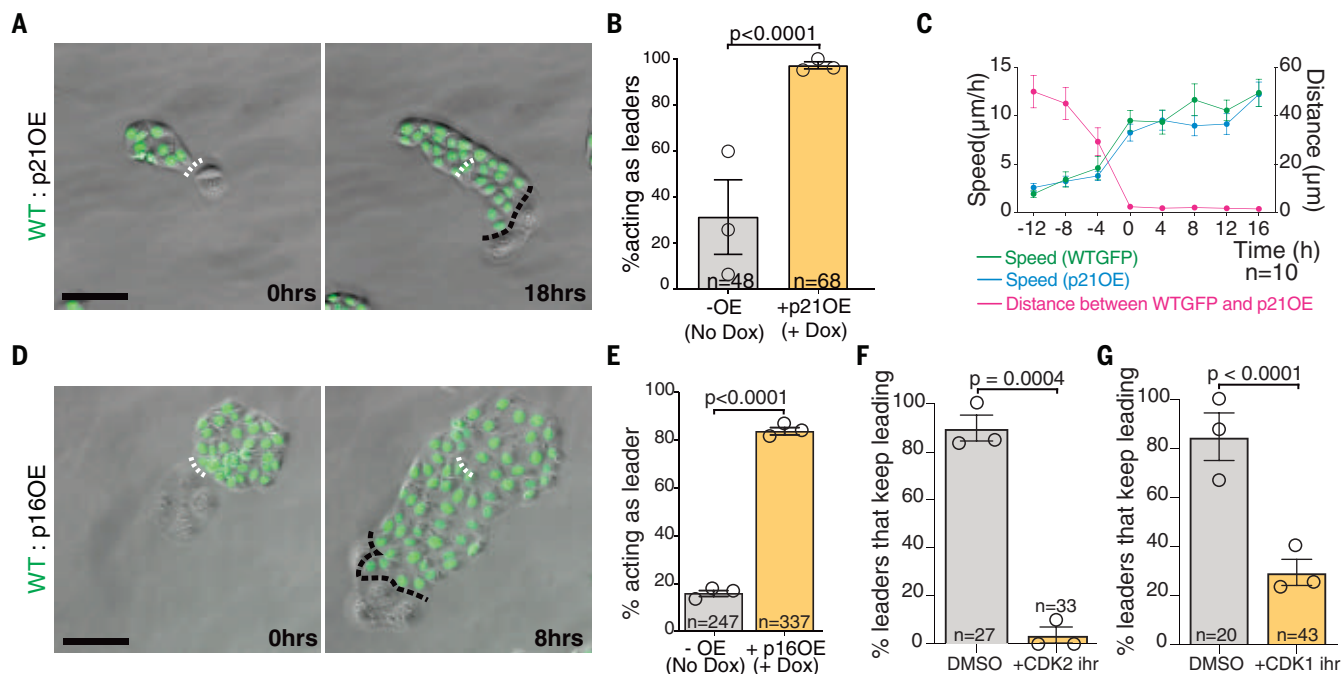 A
WT : p21OE
0hrs
18hrs
B
p<0.0001
%acting as leaders
100
80
60
40
20
0
n=48
n=68
-OE
(No Dox)
+p21OE
(+ Dox)
C
Speed(µm/h)
15
10
5
0
60
40
20
0
Distance (µm)
-12 -8 -4 0 4 8 12 16
Time (h)
n=10
Speed (WTGFP)
Speed (p21OE)
Distance between WTGFP and p21OE
D
WT : p16OE
0hrs
8hrs
E
p<0.0001
% acting as leader
100
80
60
40
20
0
n=247
n=337
- OE
(No Dox)
+ p16OE
(+ Dox)
F
p = 0.0004
% leaders that keep leading
100
80
60
40
20
0
n=27
n=33
DMSO
+CDK2 ihr
G
p < 0.0001
% leaders that keep leading
100
80
60
40
20
0
n=20
n=43
DMSO
+CDK1 ihr